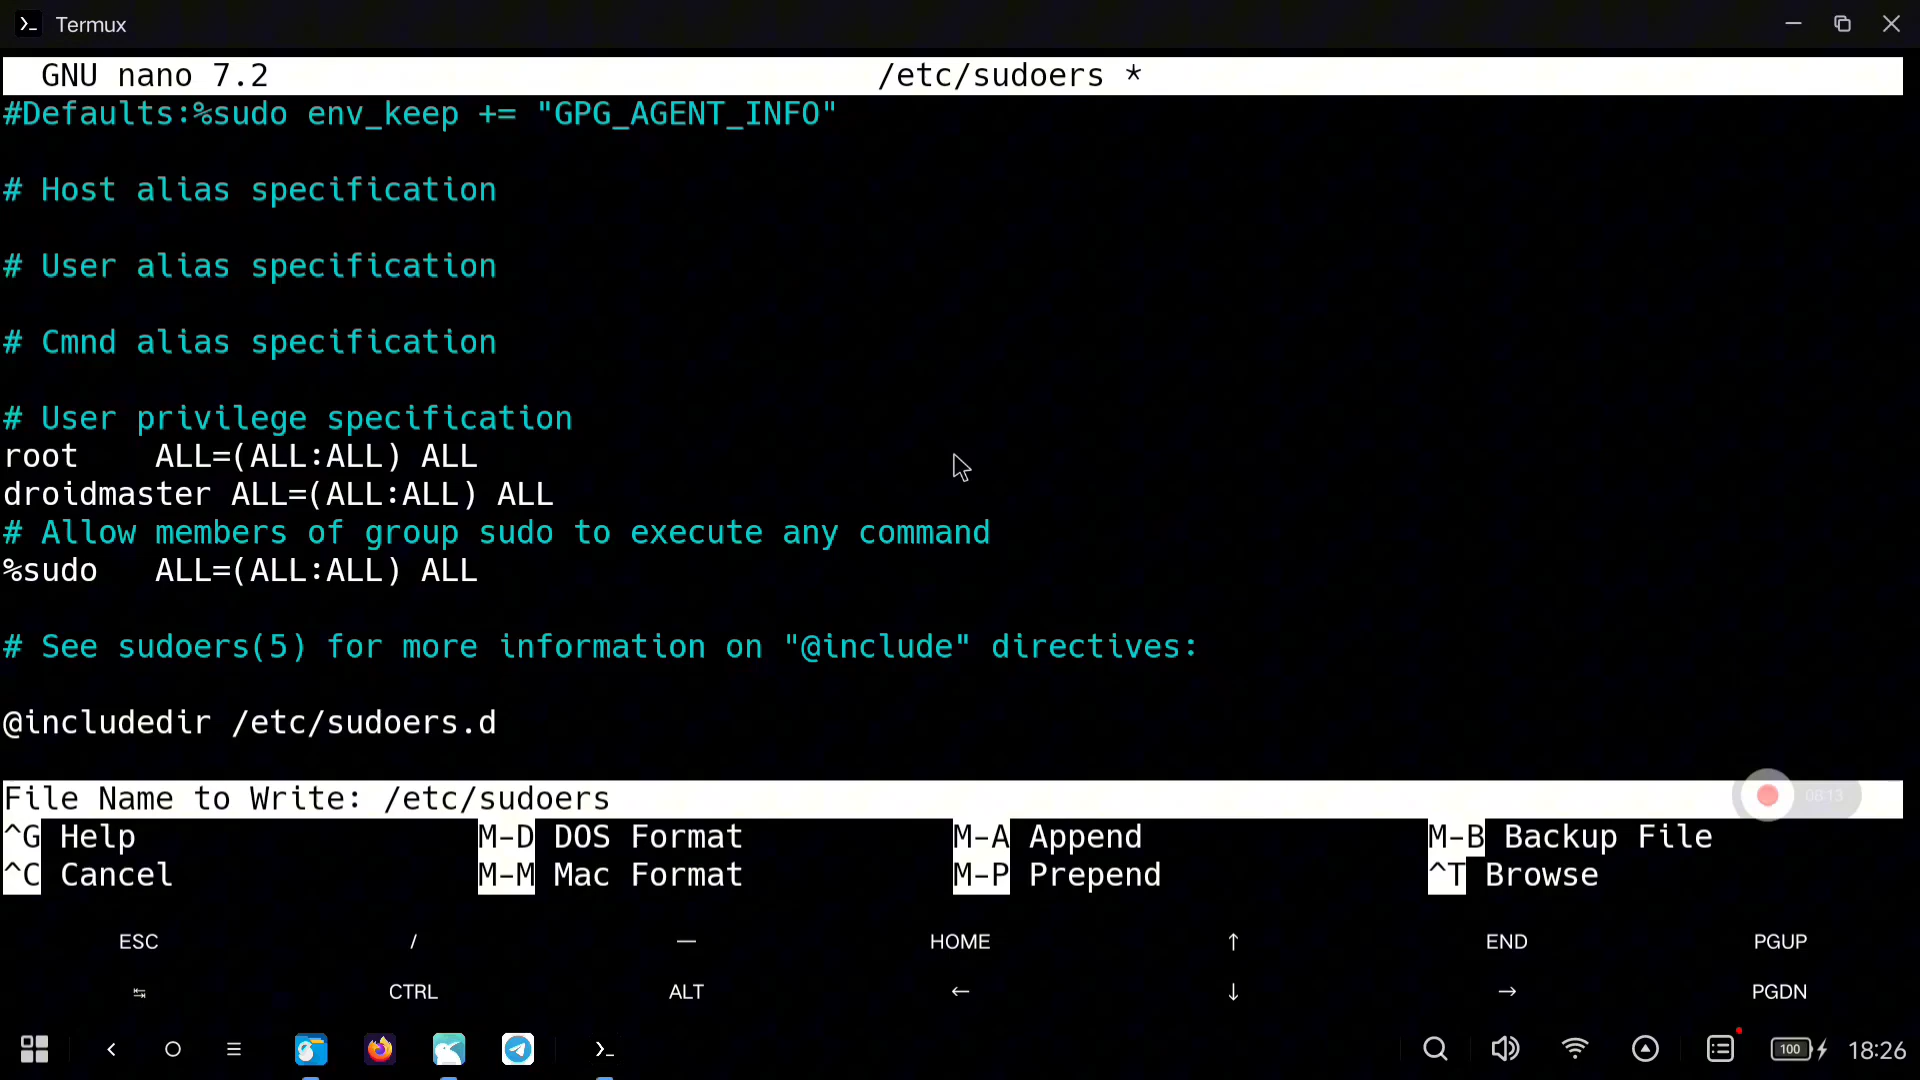 Termux
GNU nano 7.2 /etc/sudoers *
#Defaults:%sudo env_keep += "GPG_AGENT_INFO"
# Host alias specification
# User alias specification
# Cmnd alias specification
# User privilege specification
root ALL=(ALL:ALL) ALL
droidmaster ALL=(ALL:ALL) ALL
# Allow members of group sudo to execute any command
%sudo ALL=(ALL:ALL) ALL
# See sudoers(5) for more information on "@include" directives:
@includedir /etc/sudoers.d
File Name to Write: /etc/sudoers
08:13
^G Help M-D DOS Format M-A Append M-B Backup File
^C Cancel M-M Mac Format M-P Prepend ^T Browse
ESC / — HOME ↑ END PGUP
↹ CTRL ALT ← ↓ → PGDN
100 18:26